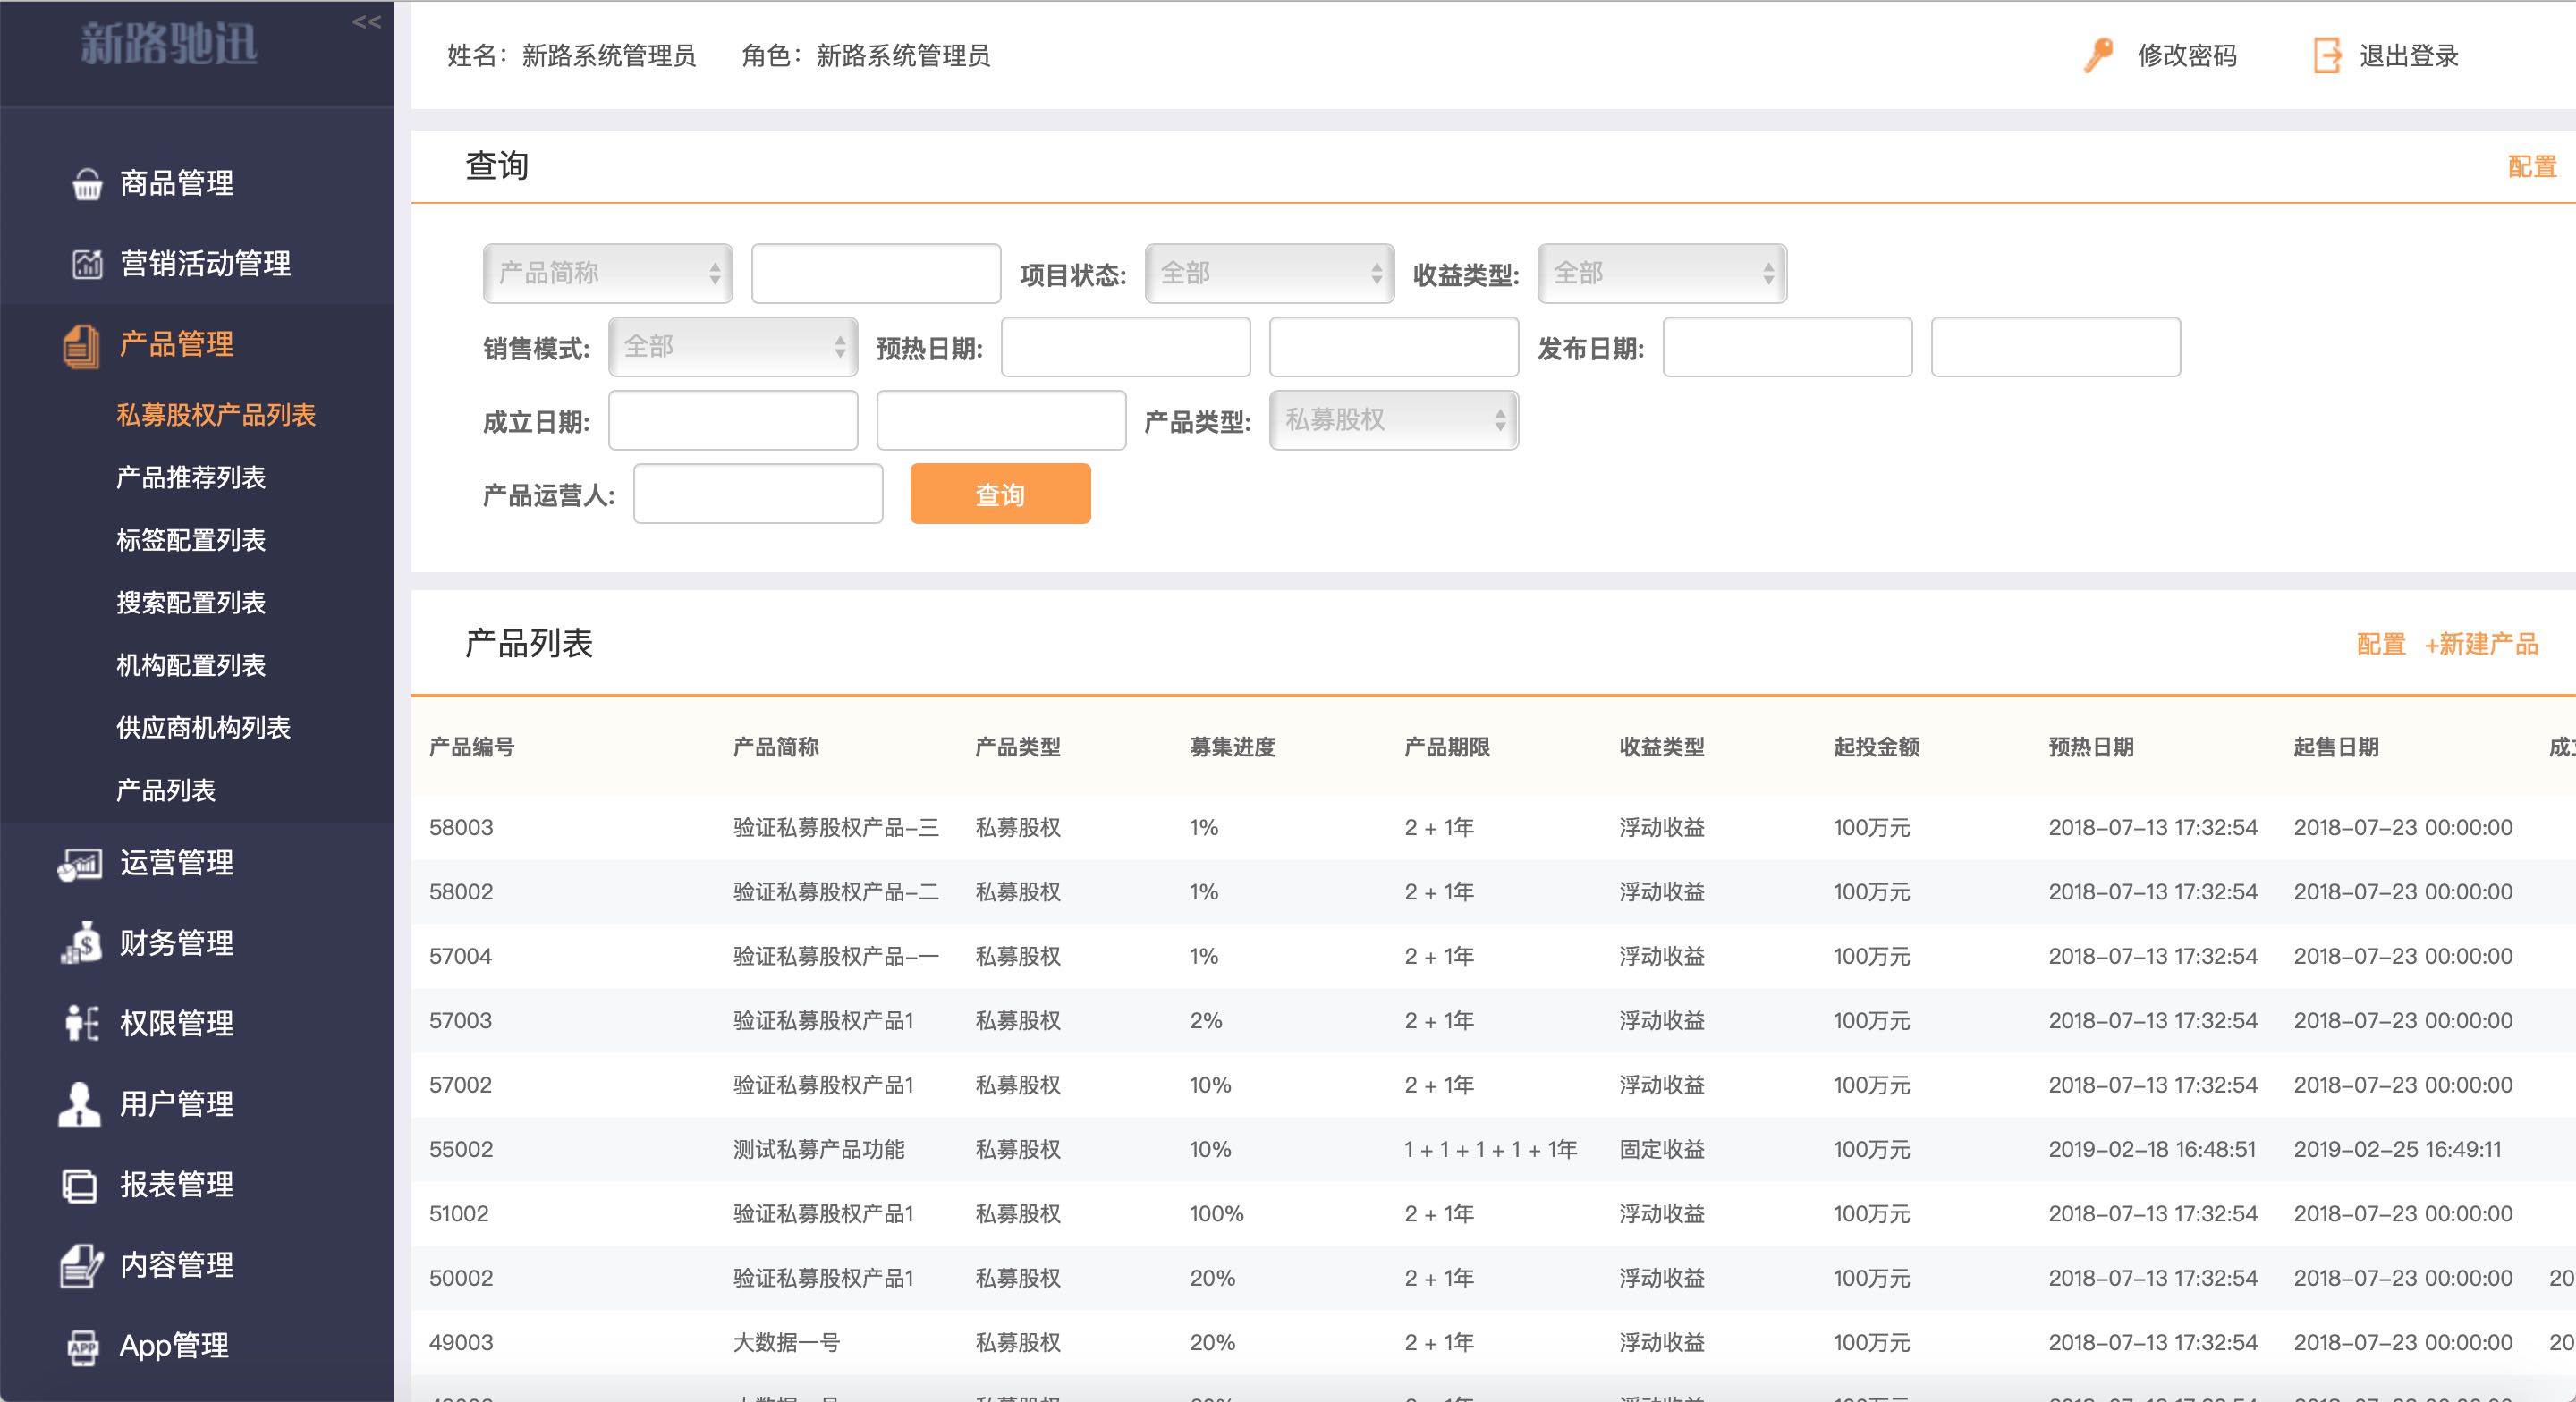 新路驰迅
<<
姓名：新路系统管理员 角色：新路系统管理员
修改密码 退出登录
商品管理
营销活动管理
产品管理
私募股权产品列表
产品推荐列表
标签配置列表
搜索配置列表
机构配置列表
供应商机构列表
产品列表
运营管理
财务管理
权限管理
用户管理
报表管理
内容管理
App管理
查询 配置
产品简称 项目状态: 全部 收益类型: 全部
销售模式: 全部 预热日期: 发布日期:
成立日期: 产品类型: 私募股权
产品运营人: 查询
产品列表 配置 +新建产品
产品编号 产品简称 产品类型 募集进度 产品期限 收益类型 起投金额 预热日期 起售日期
58003 验证私募股权产品-三 私募股权 1% 2 + 1年 浮动收益 100万元 2018-07-13 17:32:54 2018-07-23 00:00:00
58002 验证私募股权产品-二 私募股权 1% 2 + 1年 浮动收益 100万元 2018-07-13 17:32:54 2018-07-23 00:00:00
57004 验证私募股权产品-一 私募股权 1% 2 + 1年 浮动收益 100万元 2018-07-13 17:32:54 2018-07-23 00:00:00
57003 验证私募股权产品1 私募股权 2% 2 + 1年 浮动收益 100万元 2018-07-13 17:32:54 2018-07-23 00:00:00
57002 验证私募股权产品1 私募股权 10% 2 + 1年 浮动收益 100万元 2018-07-13 17:32:54 2018-07-23 00:00:00
55002 测试私募产品功能 私募股权 10% 1 + 1 + 1 + 1 + 1年 固定收益 100万元 2019-02-18 16:48:51 2019-02-25 16:49:11
51002 验证私募股权产品1 私募股权 100% 2 + 1年 浮动收益 100万元 2018-07-13 17:32:54 2018-07-23 00:00:00
50002 验证私募股权产品1 私募股权 20% 2 + 1年 浮动收益 100万元 2018-07-13 17:32:54 2018-07-23 00:00:00 20
49003 大数据一号 私募股权 20% 2 + 1年 浮动收益 100万元 2018-07-13 17:32:54 2018-07-23 00:00:00 20